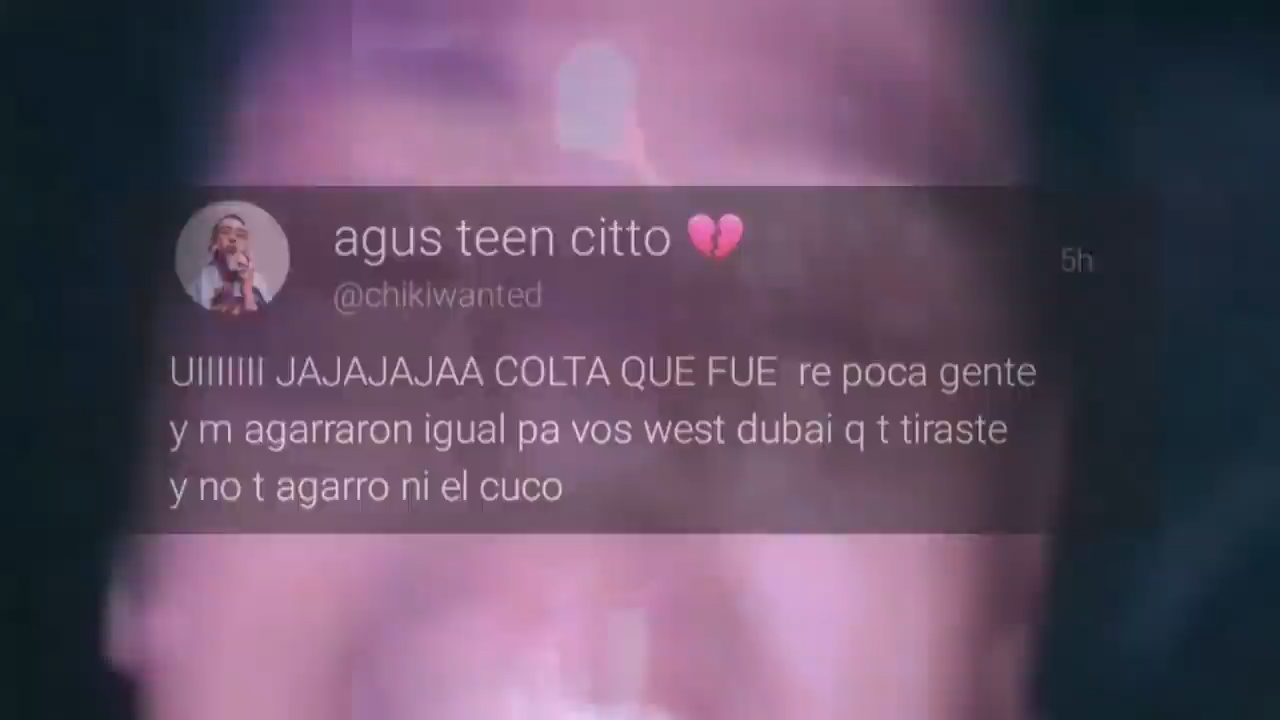 agus teen citto 💔
5h
@chikiwanted
UIIIIIIII JAJAJAJAA COLTA QUE FUE re poca gente
y m agarraron igual pa vos west dubai q t tiraste
y no t agarro ni el cuco